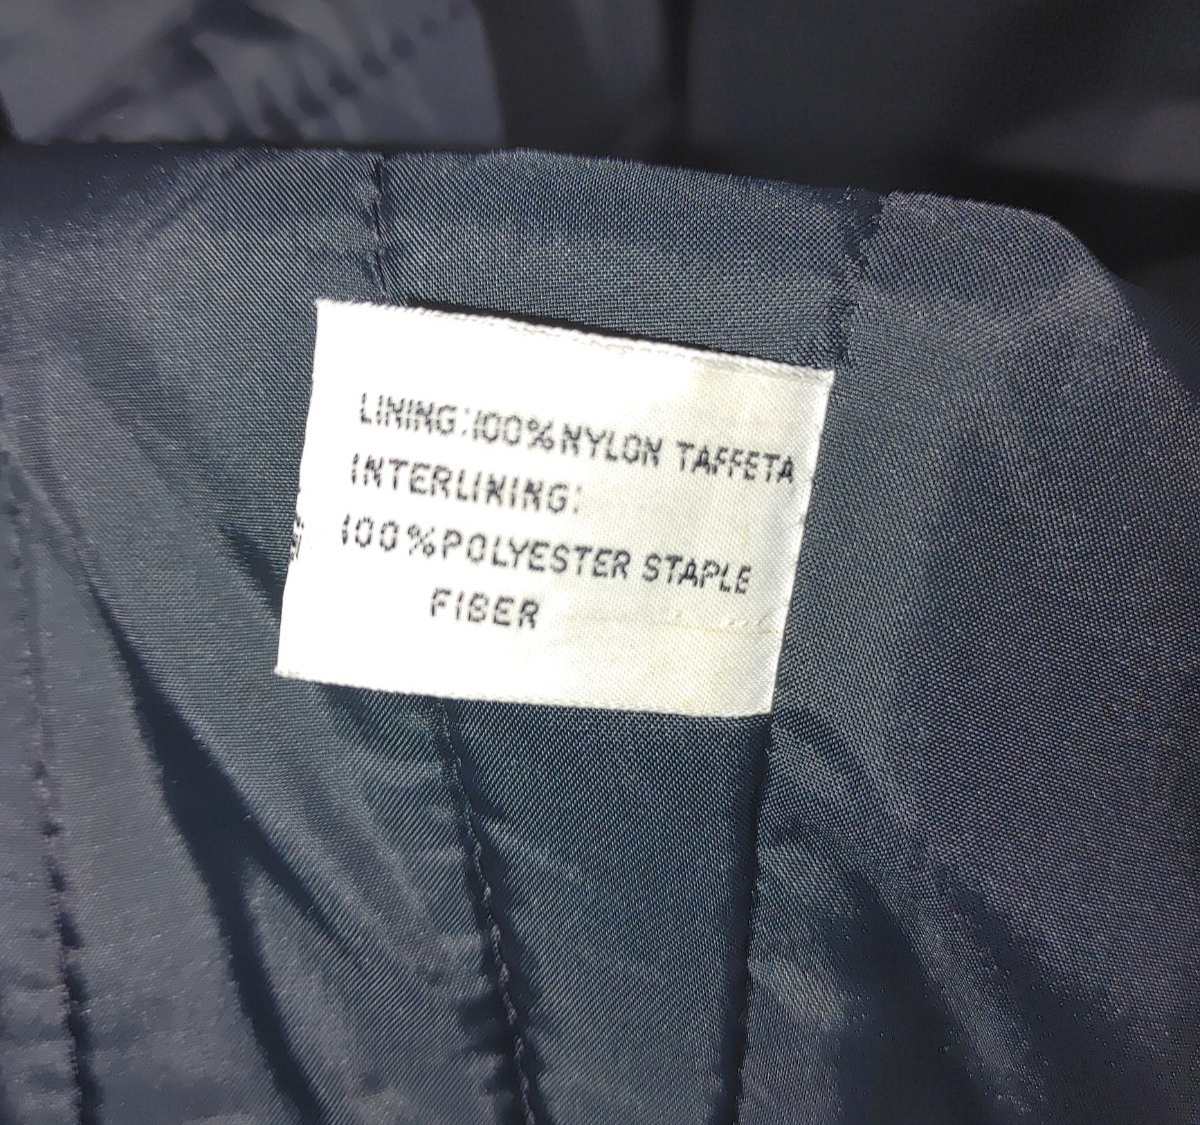 LINING:100%NYLON TAFFETA
INTERLINING:
100%POLYESTER STAPLE
FIBER